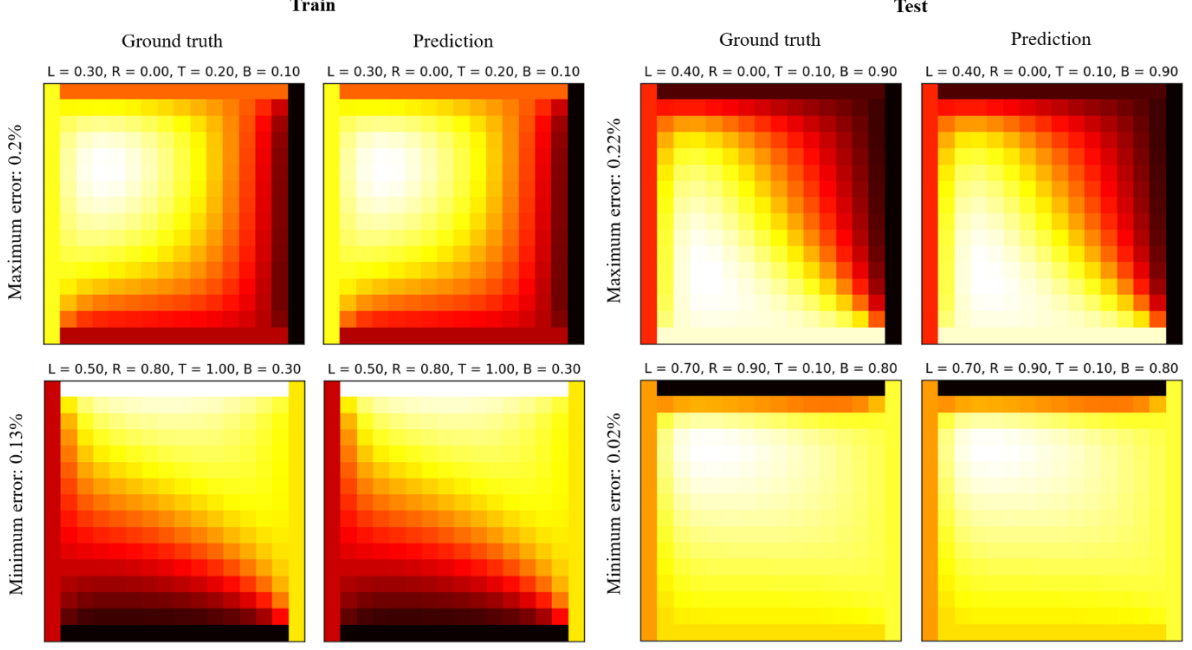 Train
Test
Ground truth
Prediction
Ground truth
Prediction
L = 0.30, R = 0.00, T = 0.20, B = 0.10
L = 0.30, R = 0.00, T = 0.20, B = 0.10
L = 0.40, R = 0.00, T = 0.10, B = 0.90
L = 0.40, R = 0.00, T = 0.10, B = 0.90
Maximum error: 0.2%
Maximum error: 0.22%
L = 0.50, R = 0.80, T = 1.00, B = 0.30
L = 0.50, R = 0.80, T = 1.00, B = 0.30
L = 0.70, R = 0.90, T = 0.10, B = 0.80
L = 0.70, R = 0.90, T = 0.10, B = 0.80
Minimum error: 0.13%
Minimum error: 0.02%